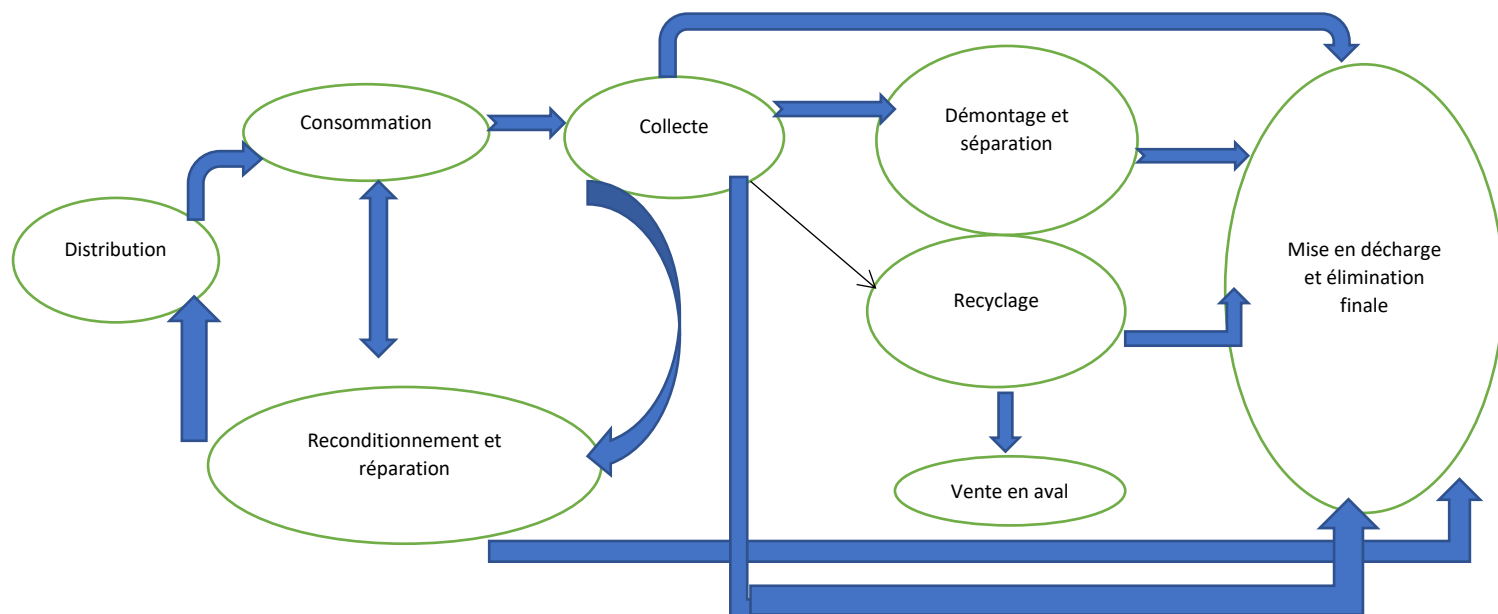 Consommation
Collecte
Démontage et
séparation
Distribution
Mise en décharge
et élimination
finale
Recyclage
Reconditionnement et
réparation
Vente en aval